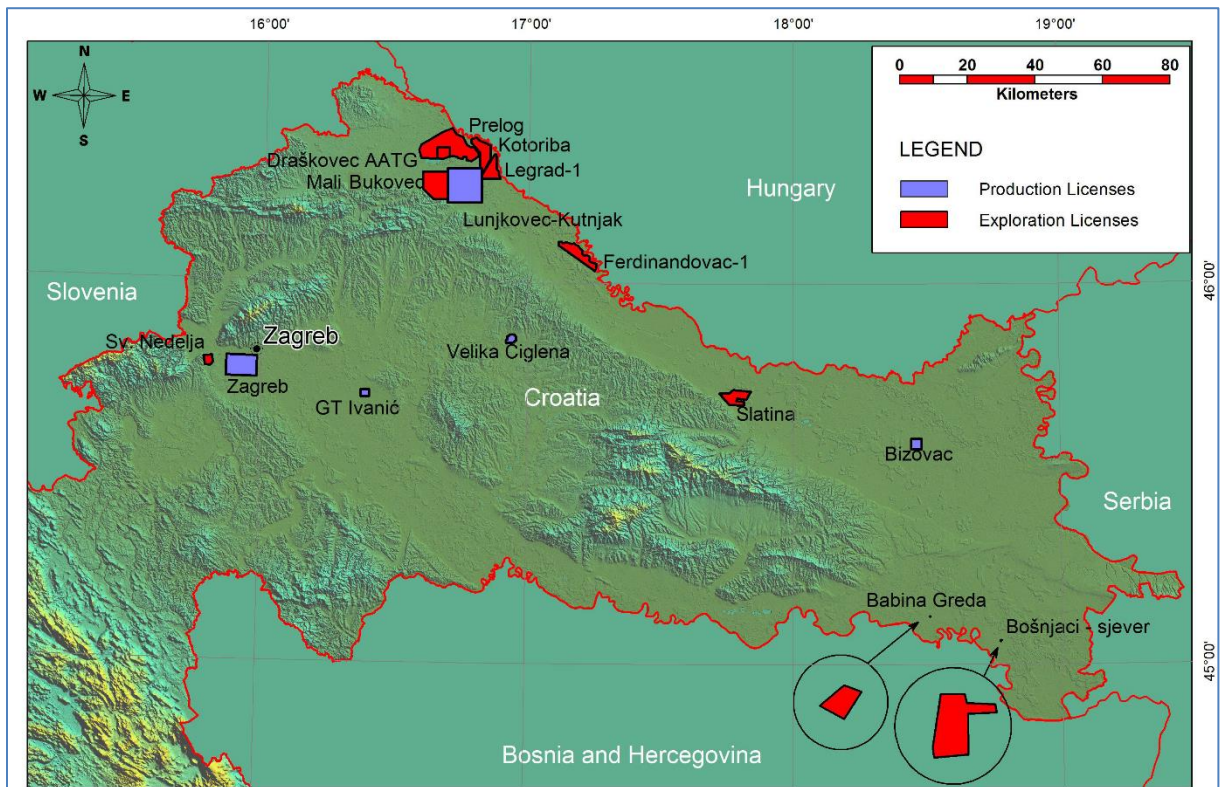 16°00'
17°00'
18°00'
19°00'
N
W
E
S
0
20
40
60
80
Kilometers
LEGEND
Production Licenses
Exploration Licenses
Prelog
Kotoriba
Draškovec AATG
Legrad-1
Mali Bukovec
Hungary
Lunjkovec-Kutnjak
Ferdinandovac-1
Slovenia
46°00'
Zagreb
Sv. Nedelja
Velika Ciglena
Zagreb
GT Ivanić
Croatia
Slatina
Bizovac
Serbia
Babina Greda
Bošnjaci - sjever
45°00'
Bosnia and Hercegovina